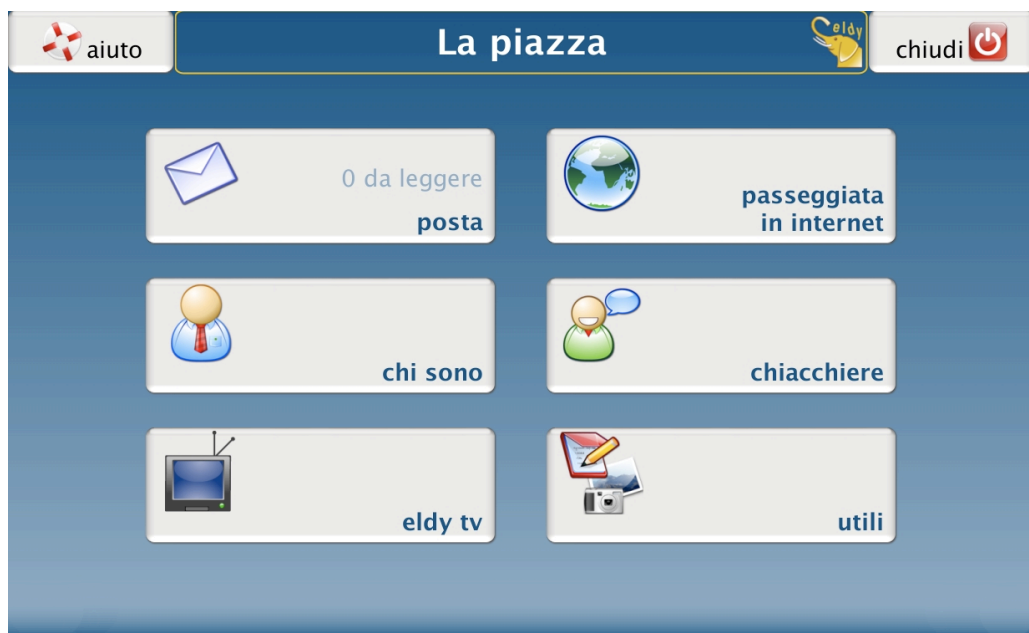 aiuto
La piazza
eldy
chiudi
0 da leggere
posta
passeggiata
in internet
chi sono
chiacchiere
eldy tv
utili